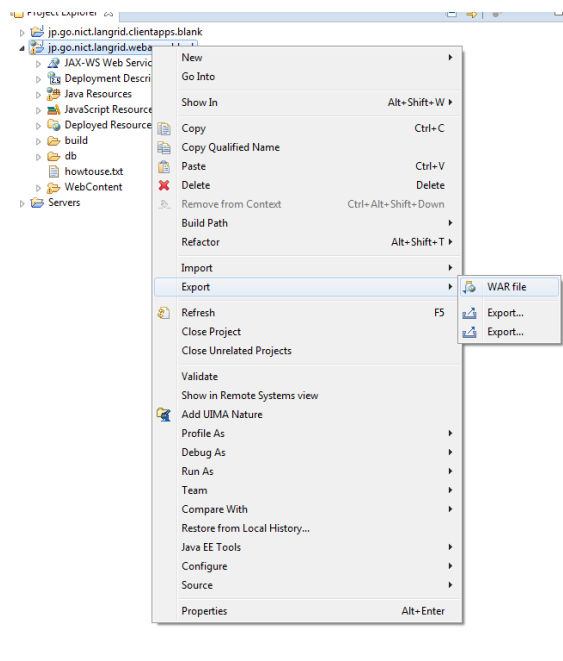 Project Explorer
jp.go.nict.langrid.clientapps.blank
jp.go.nict.langrid.weba
JAX-WS Web Servic
Deployment Descri
Java Resources
JavaScript Resource
Deployed Resource
build
db
howtouse.txt
WebContent
Servers
New
Go Into
Show In Alt+Shift+W
Copy Ctrl+C
Copy Qualified Name
Paste Ctrl+V
Delete Delete
Remove from Context Ctrl+Alt+Shift+Down
Build Path
Refactor Alt+Shift+T
Import
Export
WAR file
Export...
Export...
Refresh F5
Close Project
Close Unrelated Projects
Validate
Show in Remote Systems view
Add UIMA Nature
Profile As
Debug As
Run As
Team
Compare With
Restore from Local History...
Java EE Tools
Configure
Source
Properties Alt+Enter